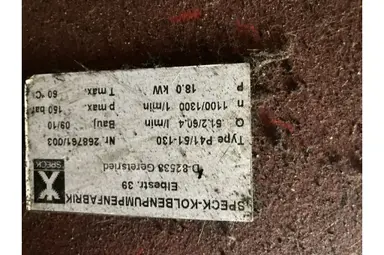 SPECK
SPECK-KOLBENPUMPENFABRIK
Elbestr. 39
D-82538 Geretsried
Type P41/51-130 Nr. 268761/003
Q 51.2/60.4 l/min Bauj. 09/10
n 1100/1300 1/min p max. 150 bar
P 18.0 kW T max. 60 °C